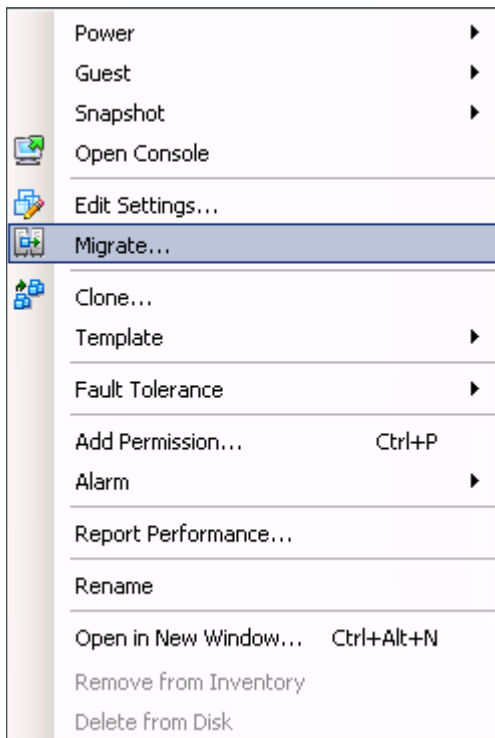 Power
Guest
Snapshot
Open Console
Edit Settings...
Migrate...
Clone...
Template
Fault Tolerance
Add Permission... Ctrl+P
Alarm
Report Performance...
Rename
Open in New Window... Ctrl+Alt+N
Remove from Inventory
Delete from Disk